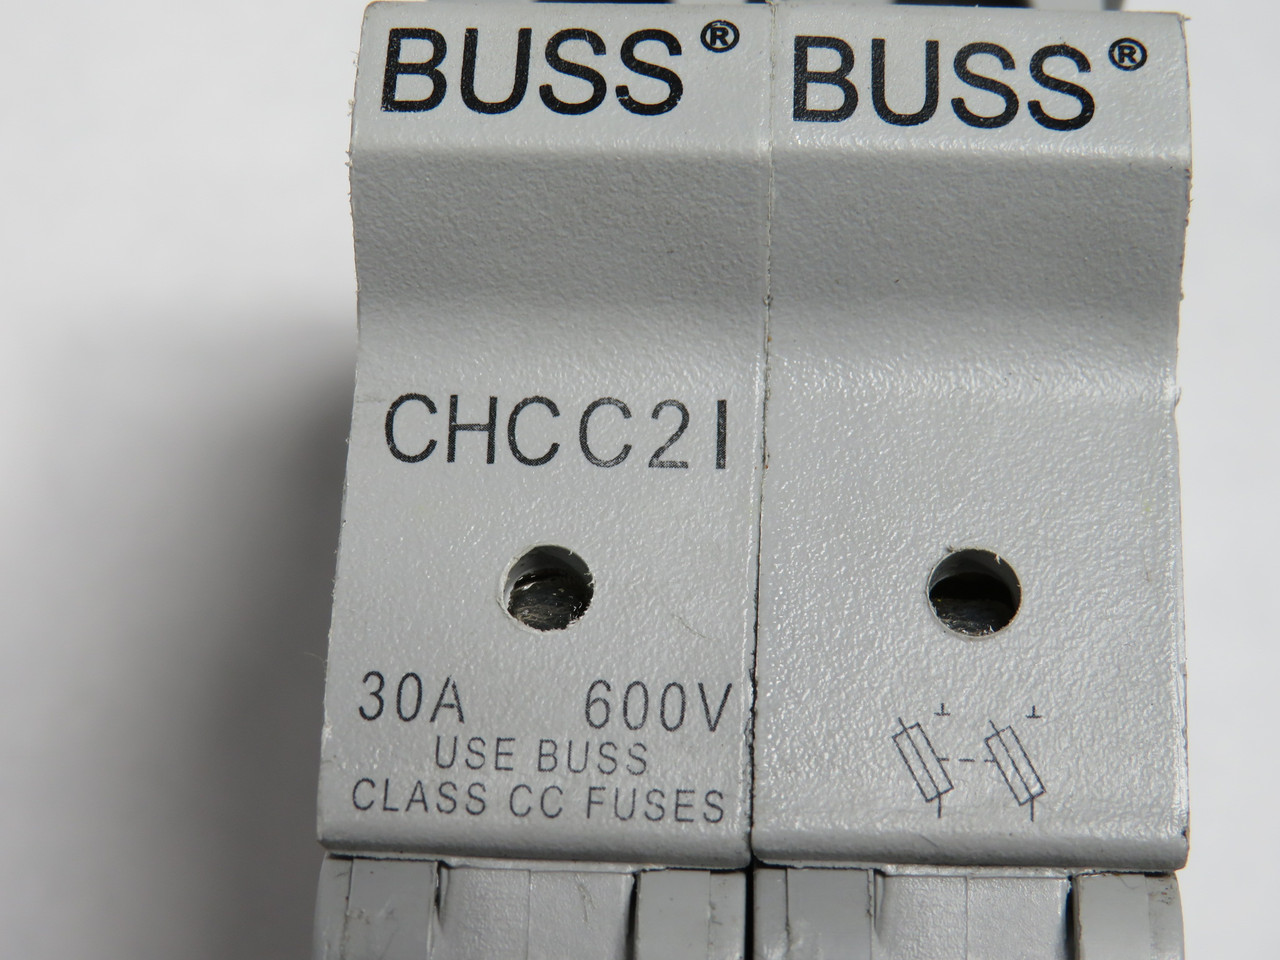 BUSS®
BUSS®
CHCC2I
30A 600V
USE BUSS
CLASS CC FUSES